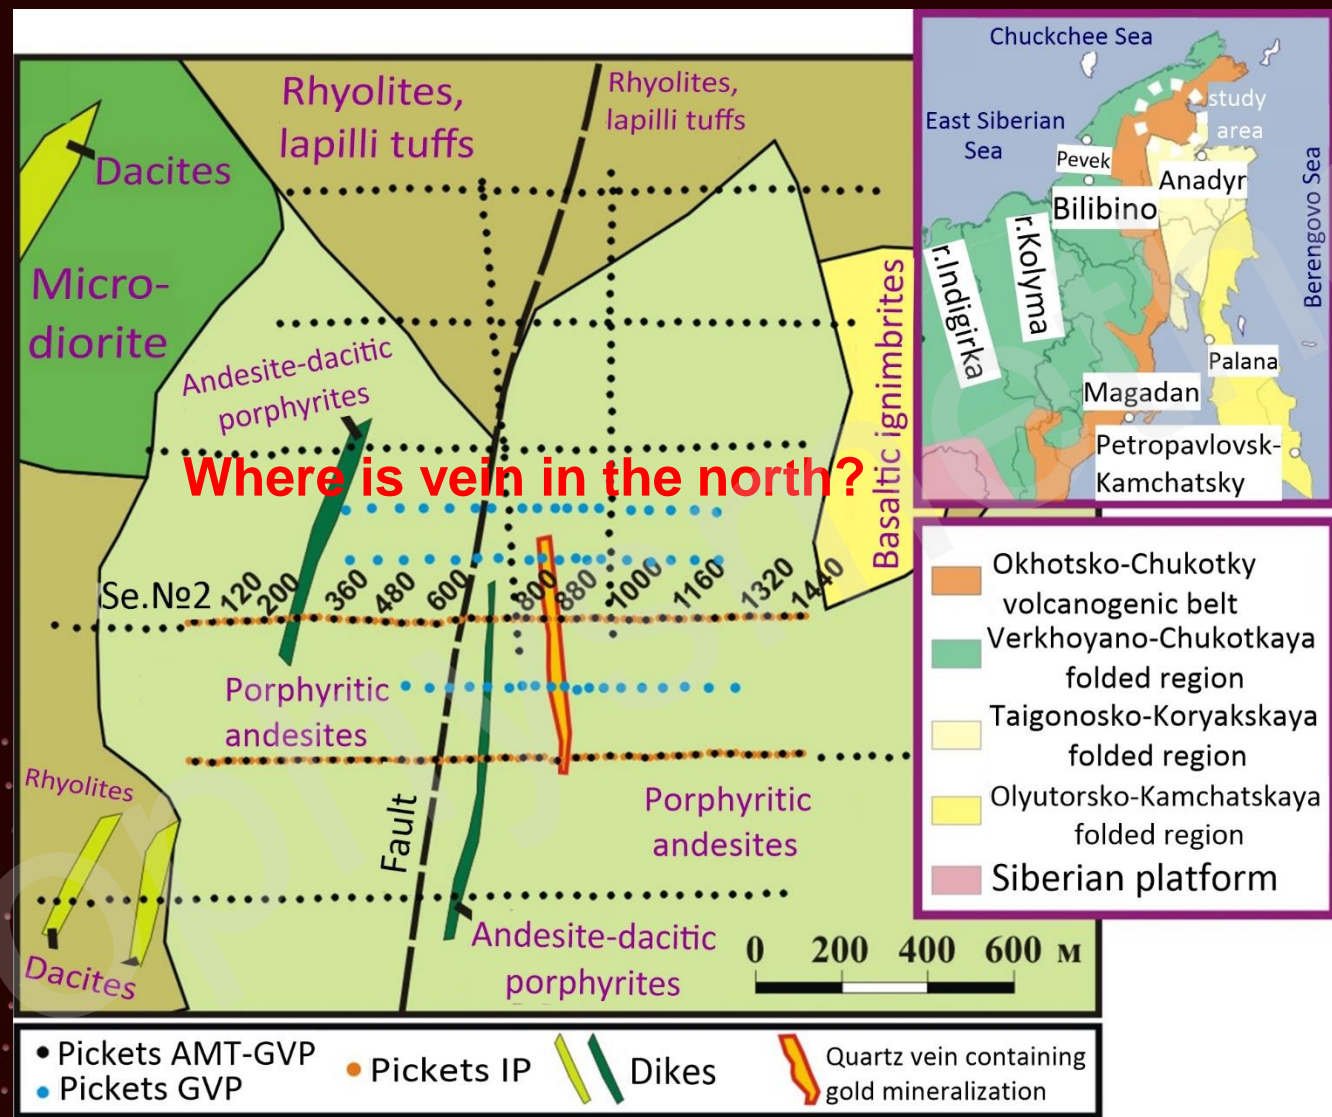 Rhyolites,
lapilli tuffs
Rhyolites,
lapilli tuffs
Dacites
Micro-
diorite
Andesite-dacitic
porphyrites
Where is vein in the north?
Basaltic ignimbrites
Se.№2 120 200 360 480 600 800 880 1000 1160 1320 1440
Porphyritic
andesites
Rhyolites
Fault
Porphyritic
andesites
Andesite-dacitic
porphyrites
Dacites
0 200 400 600 м
Chuckchee Sea
study
area
East Siberian
Sea
Pevek
Anadyr
Bilibino
Berengovo Sea
r.Kolyma
r.Indigirka
Palana
Magadan
Petropavlovsk-
Kamchatsky
Okhotsko-Chukotky
volcanogenic belt
Verkhoyano-Chukotkaya
folded region
Taigonosko-Koryakskaya
folded region
Olyutorsko-Kamchatskaya
folded region
Siberian platform
Pickets AMT-GVP
Pickets GVP
Pickets IP
Dikes
Quartz vein containing
gold mineralization